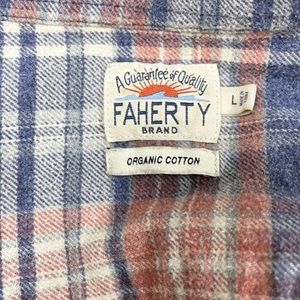 A Guarantee of Quality
FAHERTY
BRAND
ORGANIC COTTON
L